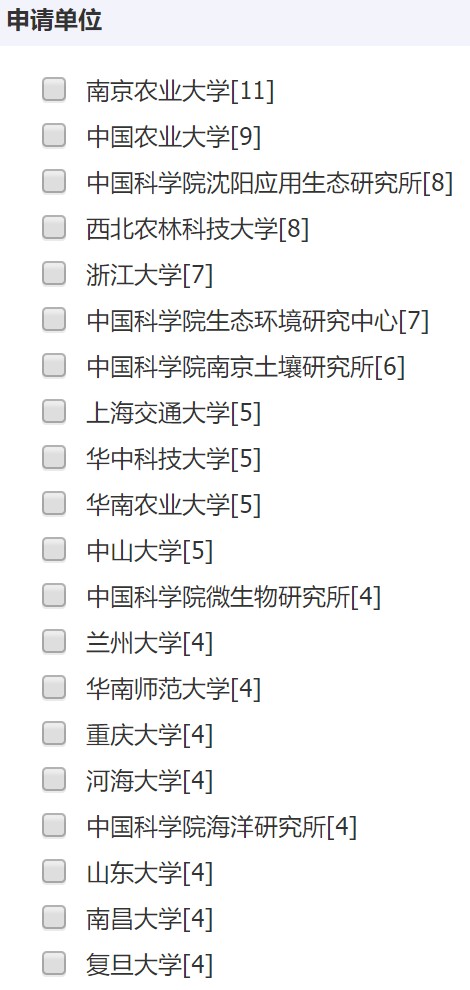 申请单位
南京农业大学[11]
中国农业大学[9]
中国科学院沈阳应用生态研究所[8]
西北农林科技大学[8]
浙江大学[7]
中国科学院生态环境研究中心[7]
中国科学院南京土壤研究所[6]
上海交通大学[5]
华中科技大学[5]
华南农业大学[5]
中山大学[5]
中国科学院微生物研究所[4]
兰州大学[4]
华南师范大学[4]
重庆大学[4]
河海大学[4]
中国科学院海洋研究所[4]
山东大学[4]
南昌大学[4]
复旦大学[4]